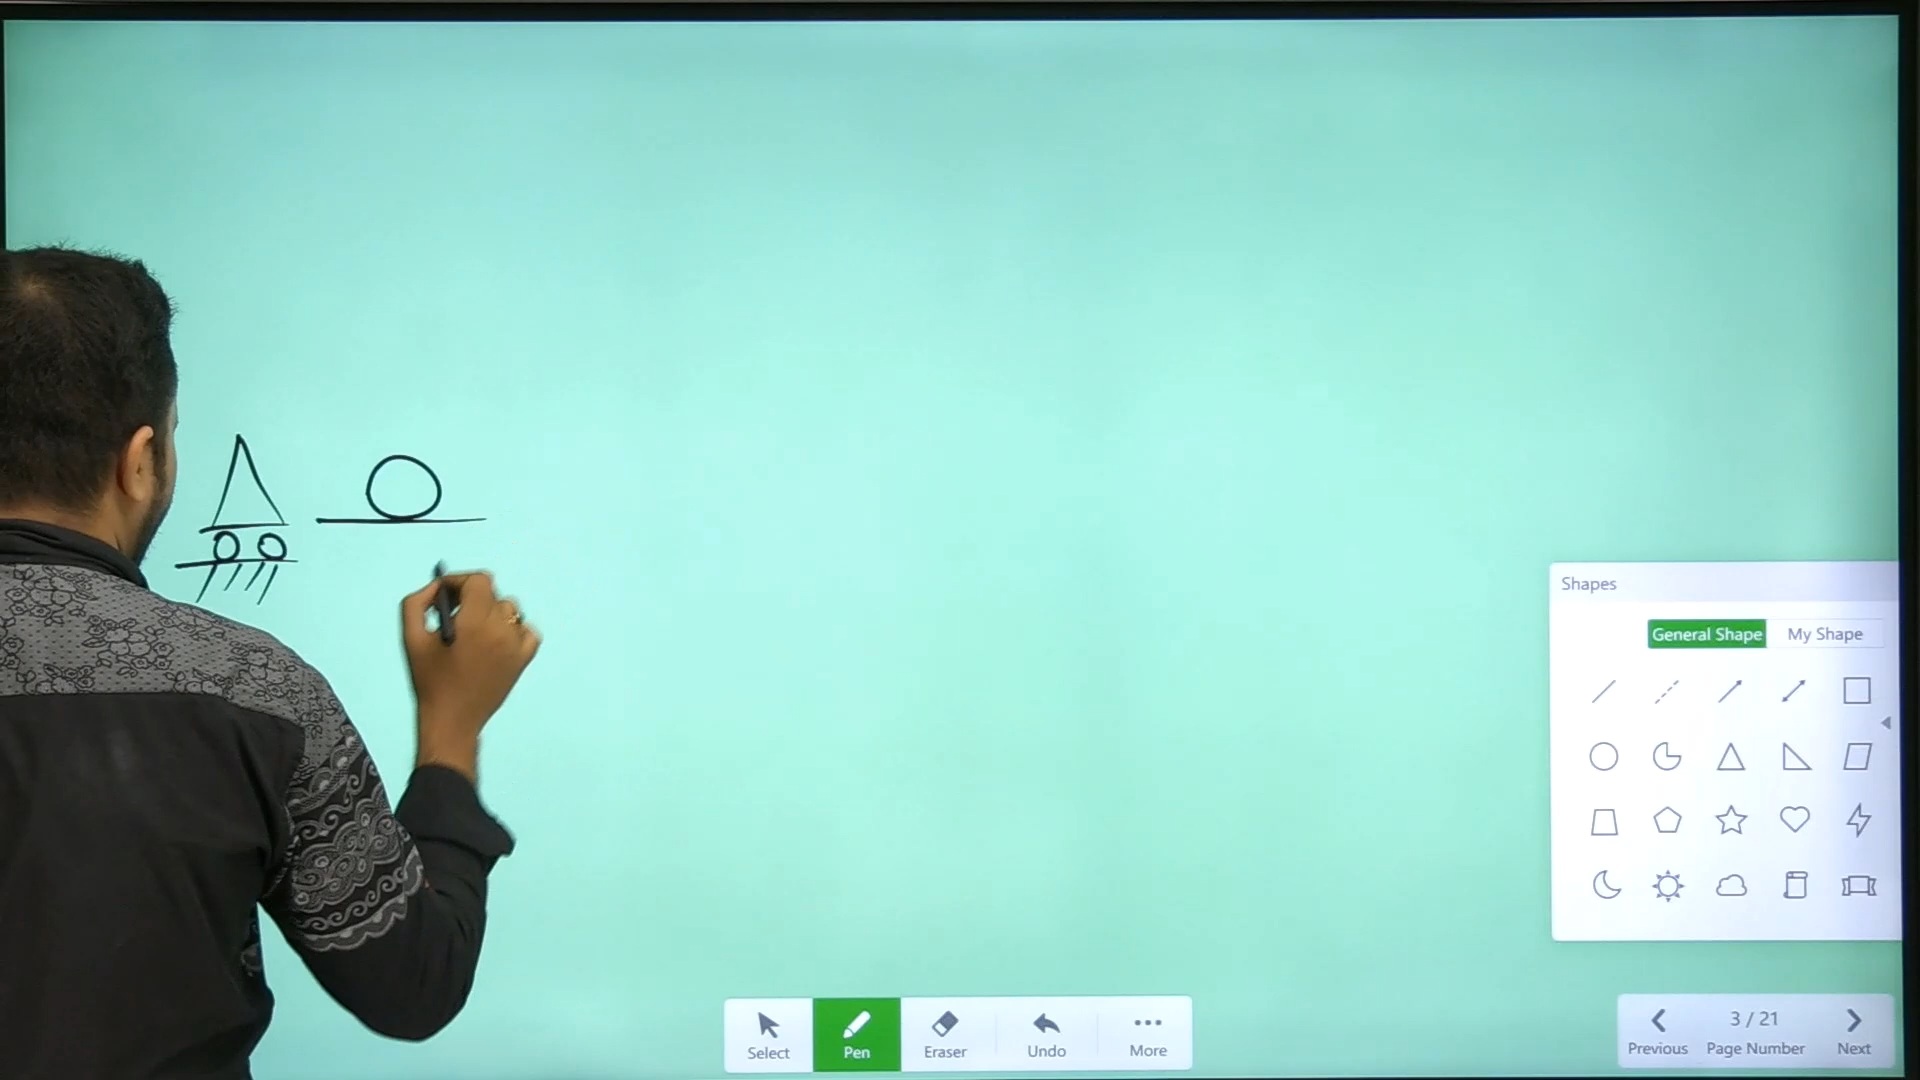 Shapes
General Shape My Shape
Select Pen Eraser Undo More
3 / 21
Previous Page Number Next